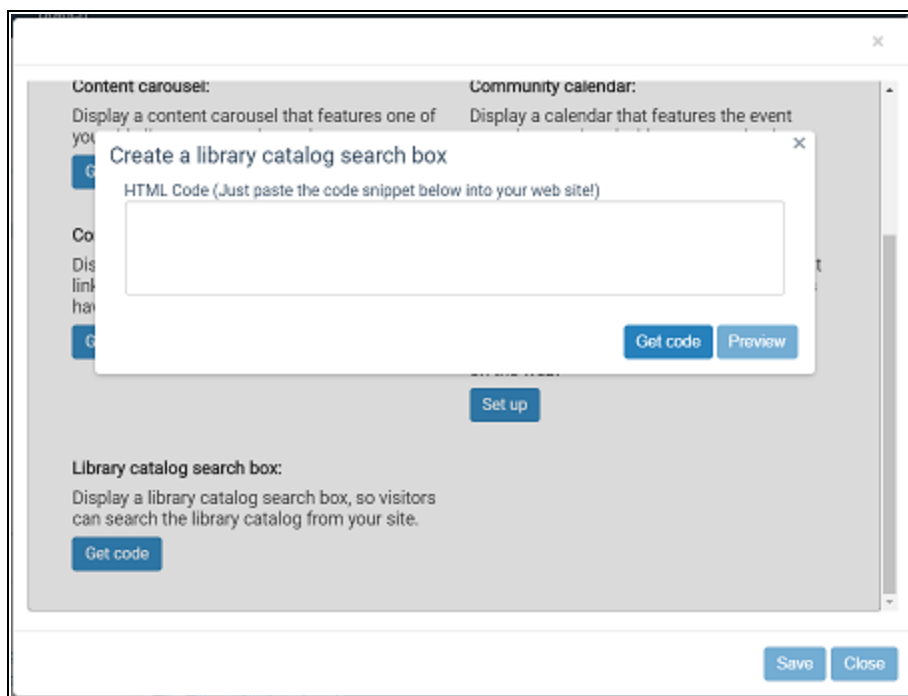 ×
Content carousel:
Community calendar:
Display a content carousel that features one of
Display a calendar that features the event
Create a library catalog search box
×
HTML Code (Just paste the code snippet below into your web site!)
Get code
Preview
Set up
Library catalog search box:
Display a library catalog search box, so visitors
can search the library catalog from your site.
Get code
Save
Close